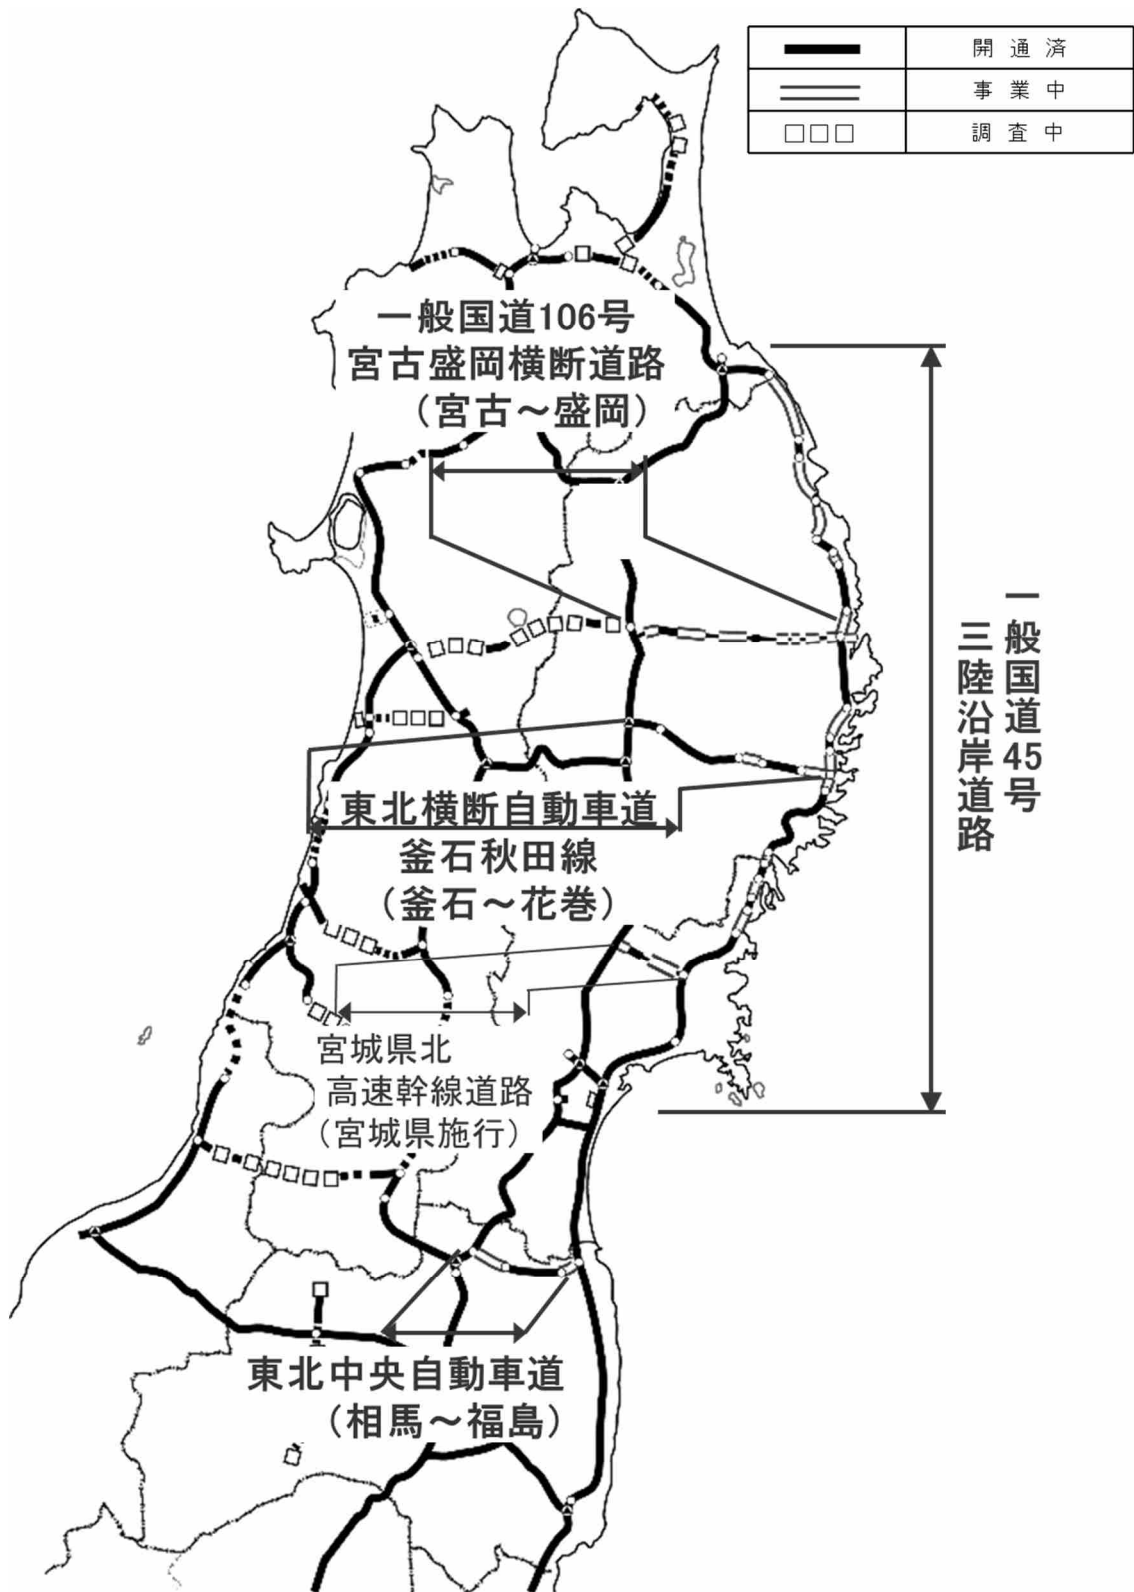 開通済
事業中
調査中
一般国道106号
宮古盛岡横断道路
(宮古～盛岡)
一般国道45号
三陸沿岸道路
東北横断自動車道
釜石秋田線
(釜石～花巻)
宮城県北
高速幹線道路
(宮城県施行)
東北中央自動車道
(相馬～福島)